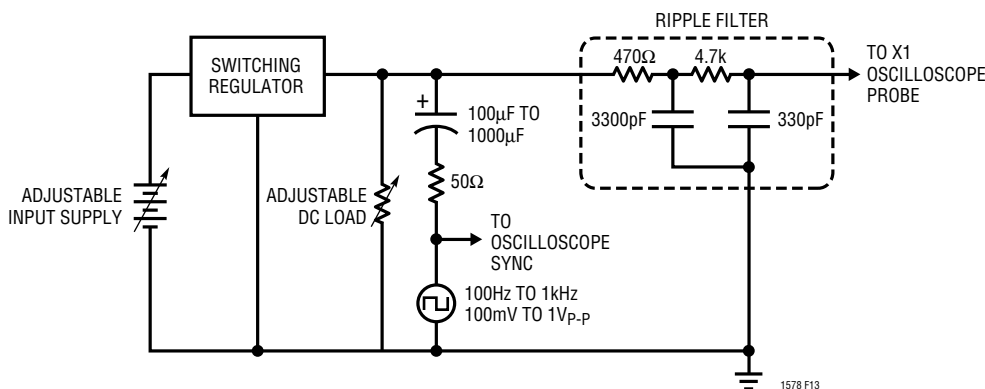 RIPPLE FILTER
SWITCHING
REGULATOR
470Ω
4.7k
TO X1
OSCILLOSCOPE
PROBE
+
100µF TO
1000µF
3300pF
330pF
ADJUSTABLE
INPUT SUPPLY
ADJUSTABLE
DC LOAD
50Ω
TO
OSCILLOSCOPE
SYNC
100Hz TO 1kHz
100mV TO 1VP-P
1578 F13